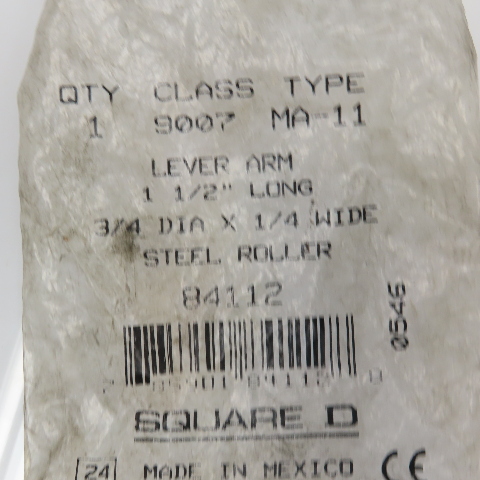 QTY CLASS TYPE
1 9007 MA-11
LEVER ARM
1 1/2" LONG
3/4 DIA X 1/4 WIDE
STEEL ROLLER
84112
0546
SQUARE D
24 MADE IN MEXICO CE